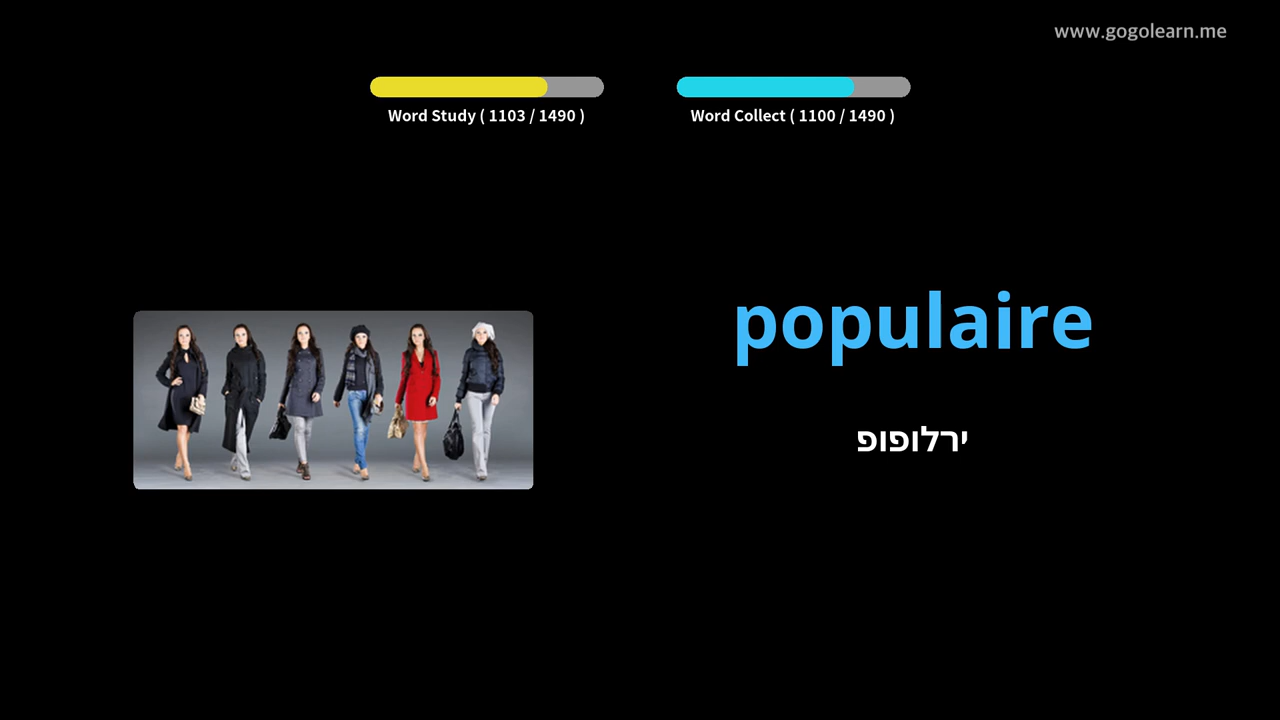 www.gogolearn.me
Word Study ( 1103 / 1490 )
Word Collect ( 1100 / 1490 )
populaire
ירלופופ